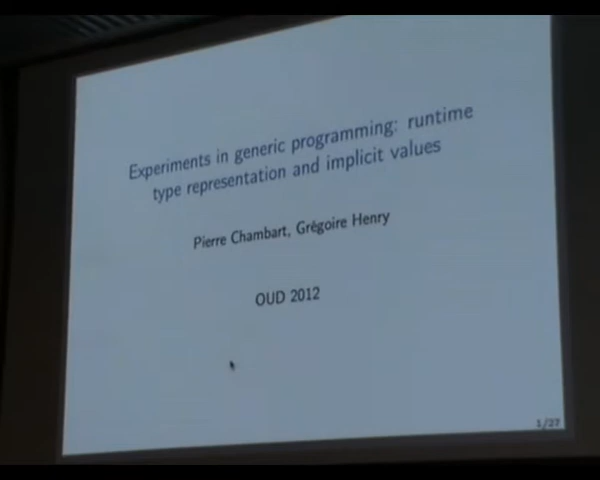 Experiments in generic programming: runtime
type representation and implicit values
Pierre Chambart, Grégoire Henry
OUD 2012
1/27